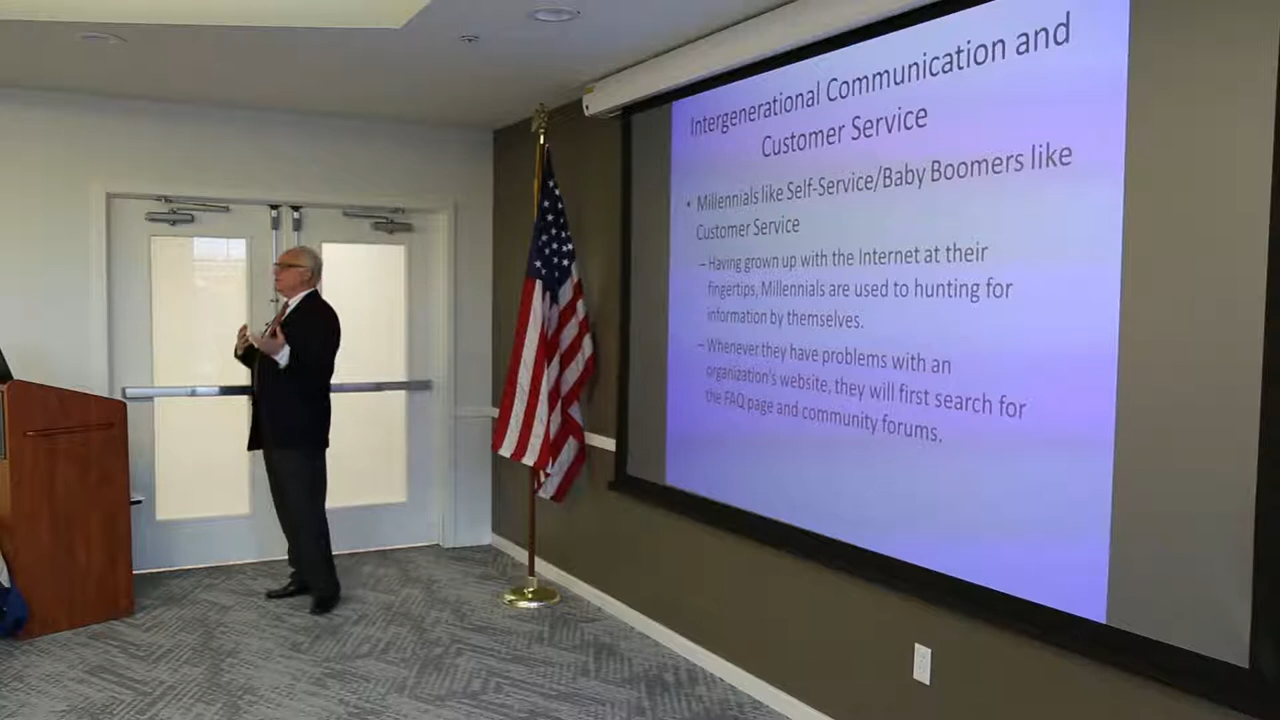 Intergenerational Communication and
Customer Service
• Millennials like Self-Service/Baby Boomers like
Customer Service
– Having grown up with the Internet at their
fingertips, Millennials are used to hunting for
information by themselves.
– Whenever they have problems with an
organization's website, they will first search for
the FAQ page and community forums.